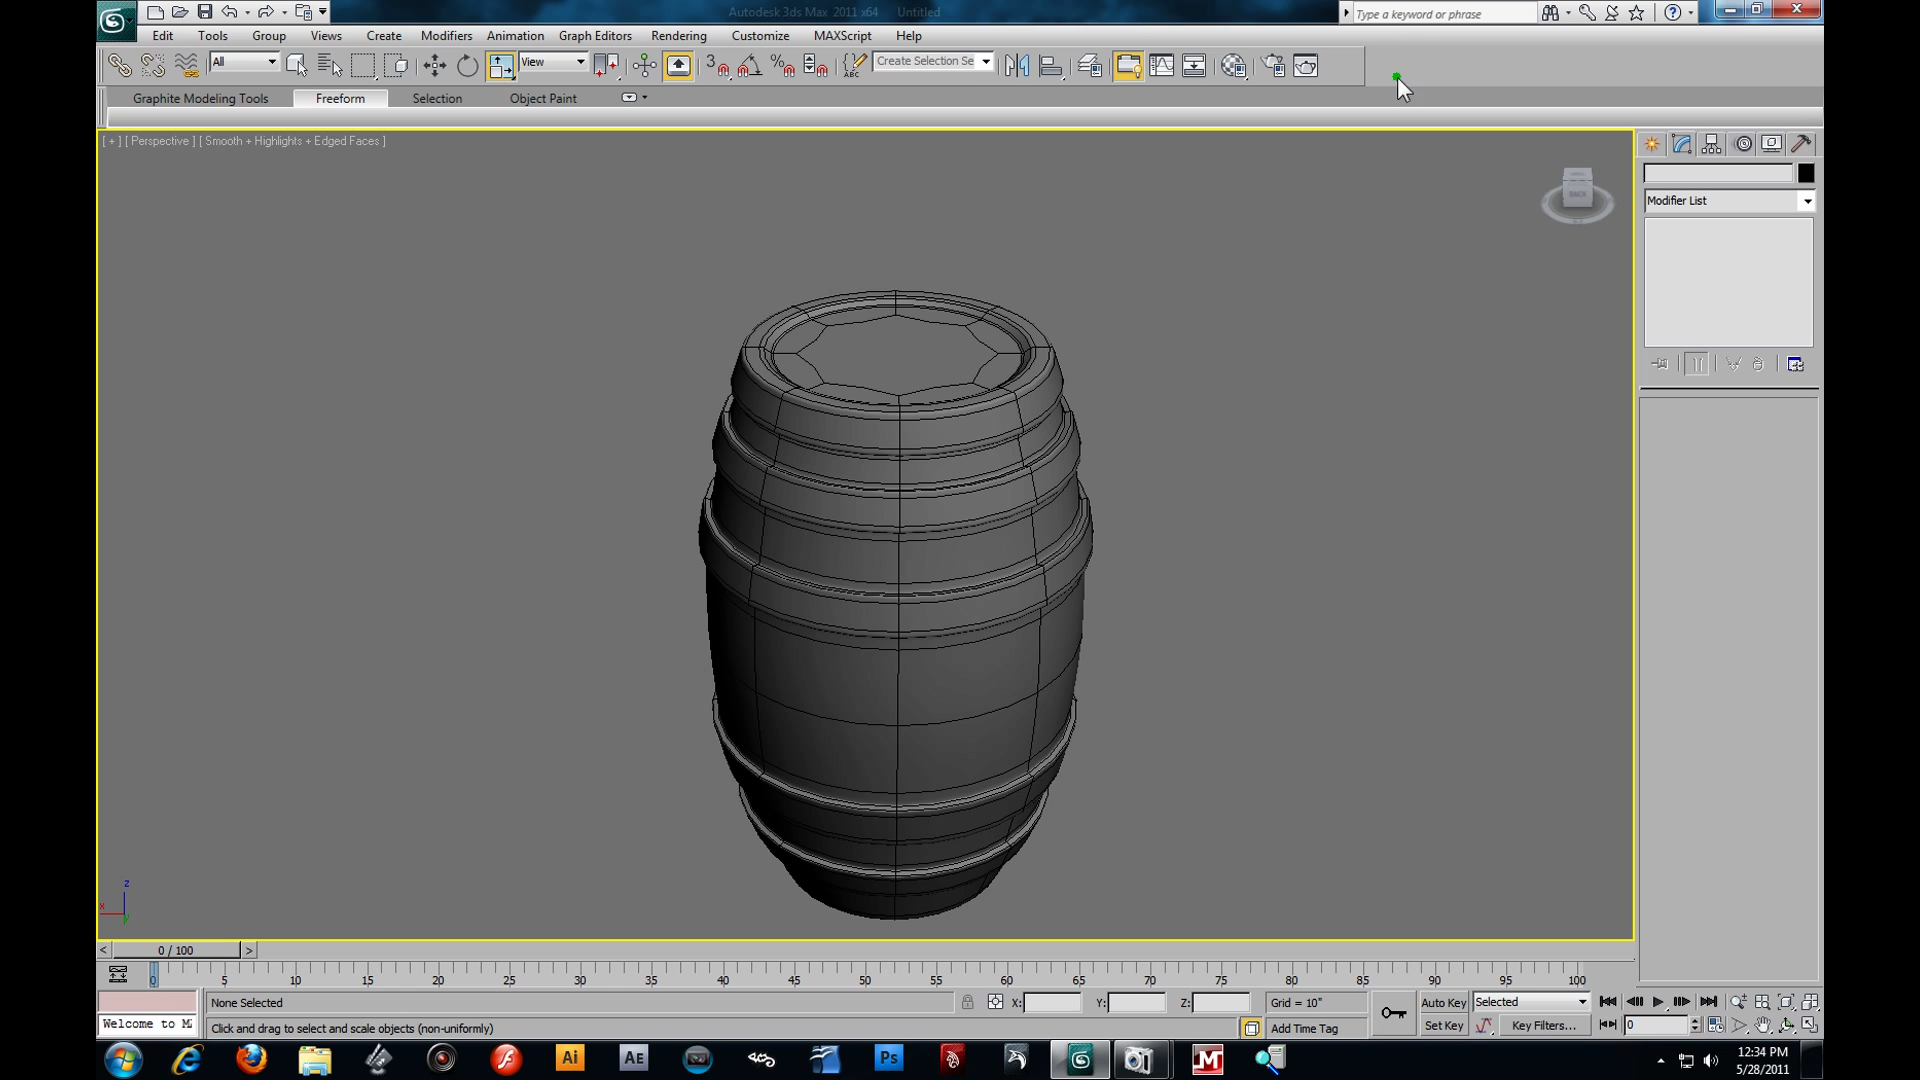 Autodesk 3ds Max 2011 x64    Untitled
Type a keyword or phrase
Edit Tools Group Views Create Modifiers Animation Graph Editors Rendering Customize MAXScript Help
All
View
3
%
ABC
Create Selection Se
Graphite Modeling Tools Freeform Selection Object Paint
[ + ] [ Perspective ] [ Smooth + Highlights + Edged Faces ]
BACK
Modifier List
z
x
y
< 0 / 100 >
0 5 10 15 20 25 30 35 40 45 50 55 60 65 70 75 80 85 90 95 100
None Selected
X:
Y:
Z:
Grid = 10"
Auto Key
Selected
Welcome to M
Click and drag to select and scale objects (non-uniformly)
Add Time Tag
Set Key
Key Filters...
0
Ai
AE
Ps
M
12:34 PM
5/28/2011